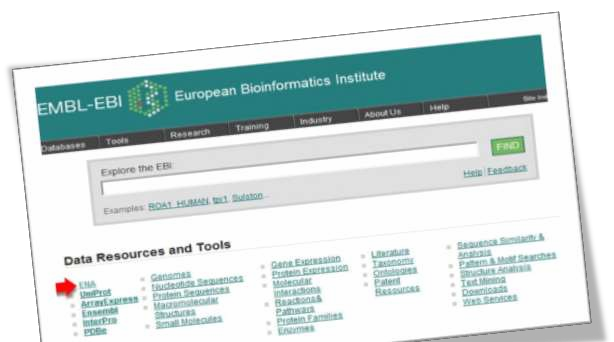 EMBL-EBI European Bioinformatics Institute
Databases Tools Research Training Industry About Us Help Site Ind
Explore the EBI:
FIND
Examples: ROA1_HUMAN, tpi1, Sulston...
Help | Feedback
Data Resources and Tools
ENA
UniProt
ArrayExpress
Ensembl
InterPro
PDBe
Genomes
Nucleotide Sequences
Protein Sequences
Macromolecular
Structures
Small Molecules
Gene Expression
Protein Expression
Molecular
Interactions
Reactions&
Pathways
Protein Families
Enzymes
Literature
Taxonomy
Ontologies
Patent
Resources
Sequence Similarity &
Analysis
Pattern & Motif Searches
Structure Analysis
Text Mining
Downloads
Web Services